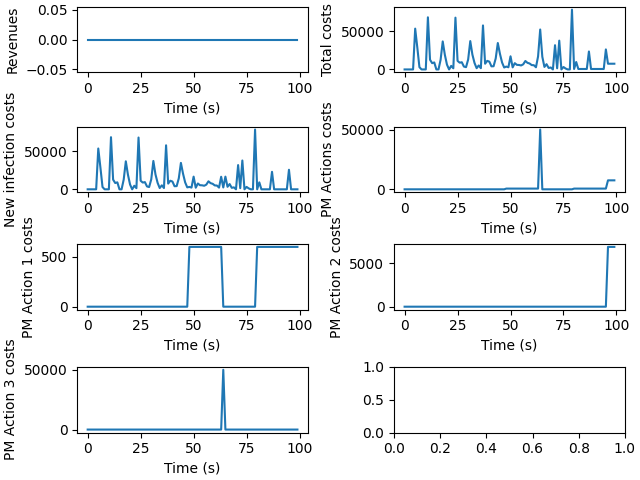 Revenues
0.05
0.00
−0.05
0 25 50 75 100
Time (s)
Total costs
50000
0
0 25 50 75 100
Time (s)
New infection costs
50000
0
0 25 50 75 100
Time (s)
PM Actions costs
50000
0
0 25 50 75 100
Time (s)
PM Action 1 costs
500
0
0 25 50 75 100
Time (s)
PM Action 2 costs
5000
0
0 25 50 75 100
Time (s)
PM Action 3 costs
50000
0
0 25 50 75 100
Time (s)
1.0
0.5
0.0
0.0 0.2 0.4 0.6 0.8 1.0